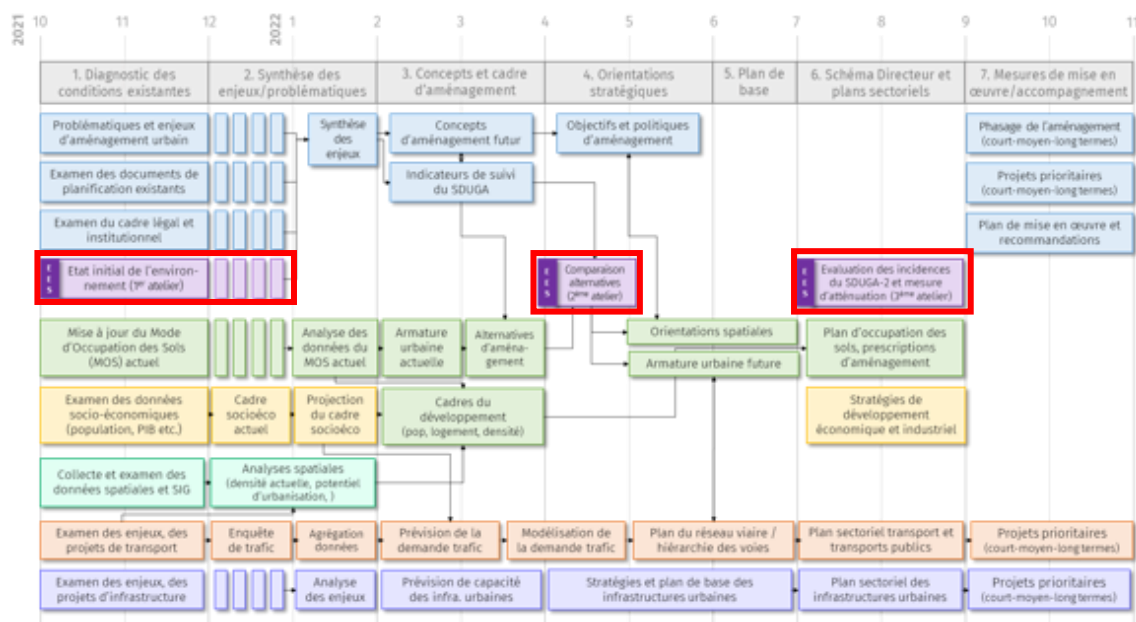 2021
10
11
12
2022
1
2
3
4
5
6
7
8
9
10
11
1. Diagnostic des
conditions existantes
2. Synthèse des
enjeux/problématiques
3. Concepts et cadre
d'aménagement
4. Orientations
stratégiques
5. Plan de
base
6. Schéma Directeur et
plans sectoriels
7. Mesures de mise en
œuvre/accompagnement
Problématiques et enjeux
d'aménagement urbain
Synthèse
des
enjeux
Concepts
d'aménagement futur
Objectifs et politiques
d'aménagement
Phasage de l'aménagement
(court-moyen-long termes)
Examen des documents de
planification existants
Indicateurs de suivi
du SDUGA
Projets prioritaires
(court-moyen-long termes)
Examen du cadre légal et
institutionnel
Plan de mise en œuvre et
recommandations
EES
Etat initial de l'environ-
nement (1er atelier)
EES
Comparaison
alternatives
(2ème atelier)
EES
Evaluation des incidences
du SDUGA-2 et mesure
d'atténuation (3ème atelier)
Mise à jour du Mode
d'Occupation des Sols
(MOS) actuel
Analyse des
données du
MOS actuel
Armature
urbaine
actuelle
Alternatives
d'aména-
gement
Orientations spatiales
Armature urbaine future
Plan d'occupation des
sols, prescriptions
d'aménagement
Examen des données
socio-économiques
(population, PIB etc.)
Cadre
socioéco
actuel
Projection
du cadre
socioéco
Cadres du
développement
(pop, logement, densité)
Stratégies de
développement
économique et industriel
Collecte et examen des
données spatiales et SIG
Analyses spatiales
(densité actuelle, potentiel
d'urbanisation, )
Examen des enjeux, des
projets de transport
Enquête
de trafic
Agrégation
données
Prévision de la
demande trafic
Modélisation de
la demande trafic
Plan du réseau viaire /
hiérarchie des voies
Plan sectoriel transport et
transports publics
Projets prioritaires
(court-moyen-long termes)
Examen des enjeux, des
projets d'infrastructure
Analyse
des enjeux
Prévision de capacité
des infra. urbaines
Stratégies et plan de base des
infrastructures urbaines
Plan sectoriel des
infrastructures urbaines
Projets prioritaires
(court-moyen-long termes)